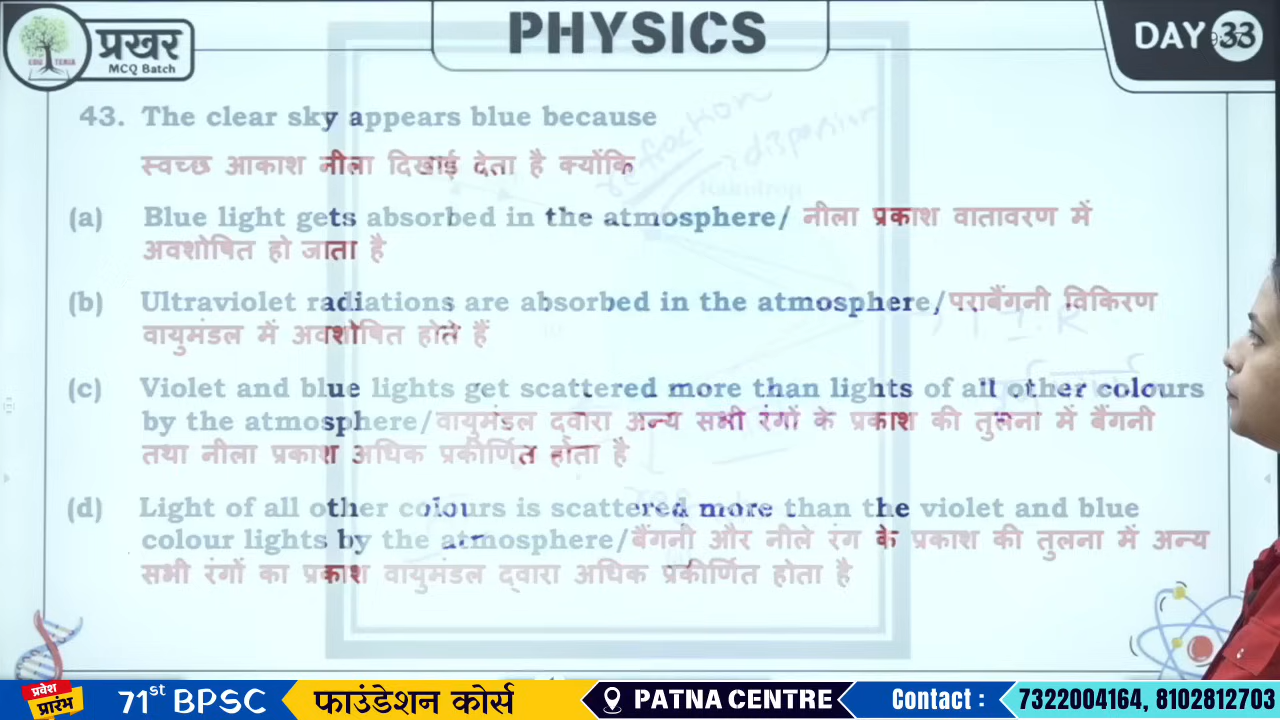 EDU TERIA
प्रखर
MCQ Batch
PHYSICS
DAY 33
43. The clear sky appears blue because
स्वच्छ आकाश नीला दिखाई देता है क्योंकि
(a) Blue light gets absorbed in the atmosphere/ नीला प्रकाश वातावरण में
अवशोषित हो जाता है
(b) Ultraviolet radiations are absorbed in the atmosphere/पराबैंगनी विकिरण
वायुमंडल में अवशोषित होते हैं
(c) Violet and blue lights get scattered more than lights of all other colours
by the atmosphere/वायुमंडल द्वारा अन्य सभी रंगों के प्रकाश की तुलना में बैंगनी
तथा नीला प्रकाश अधिक प्रकीर्णित होता है
(d) Light of all other colours is scattered more than the violet and blue
colour lights by the atmosphere/बैंगनी और नीले रंग के प्रकाश की तुलना में अन्य
सभी रंगों का प्रकाश वायुमंडल द्वारा अधिक प्रकीर्णित होता है
refraction
dispersion
raindrop
T.I.R
प्रवेश
प्रारंभ
71st BPSC
फाउंडेशन कोर्स
PATNA CENTRE
Contact :
7322004164, 8102812703